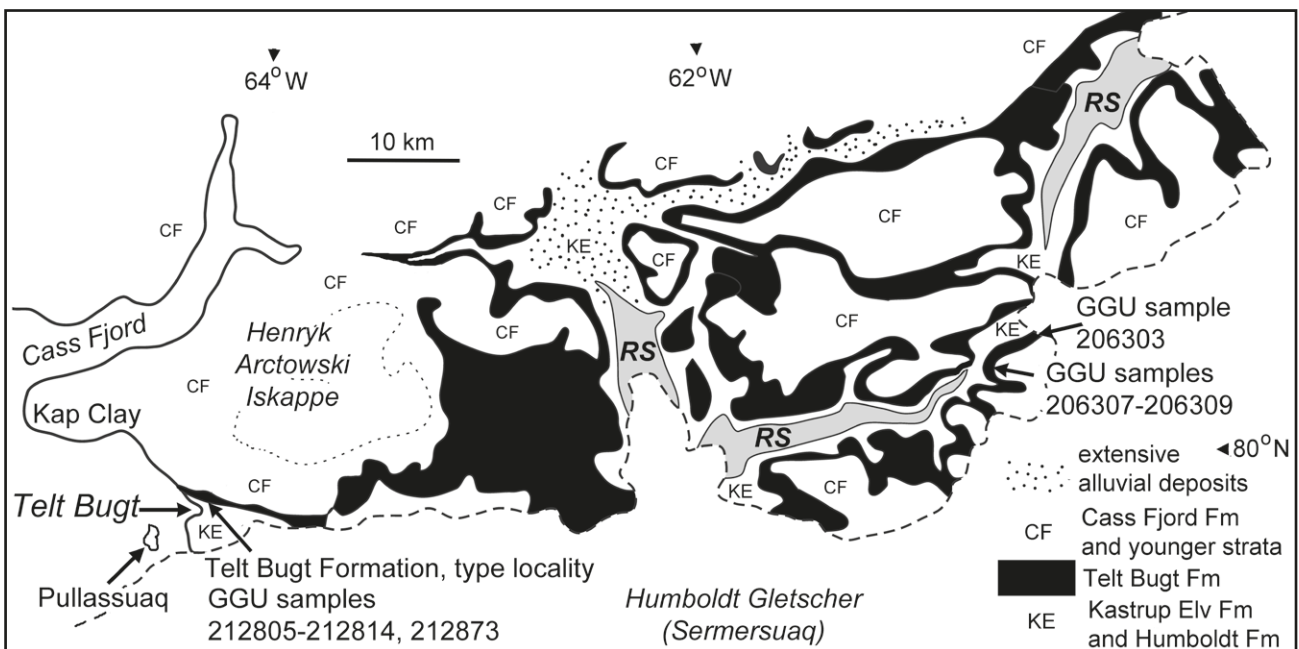 64°W
62°W
CF
10 km
RS
CF
CF
CF
CF
CF
CF
KE
CF
CF
KE
CF
Cass Fjord
Henryk
Arctowski
Iskappe
CF
RS
CF
KE
GGU sample
206303
GGU samples
206307-206309
CF
Kap Clay
RS
80°N
CF
KE
CF
Telt Bugt
KE
Pullassuaq
Telt Bugt Formation, type locality
GGU samples
212805-212814, 212873
Humboldt Gletscher
(Sermersuaq)
extensive
alluvial deposits
CF
Cass Fjord Fm
and younger strata
Telt Bugt Fm
KE
Kastrup Elv Fm
and Humboldt Fm